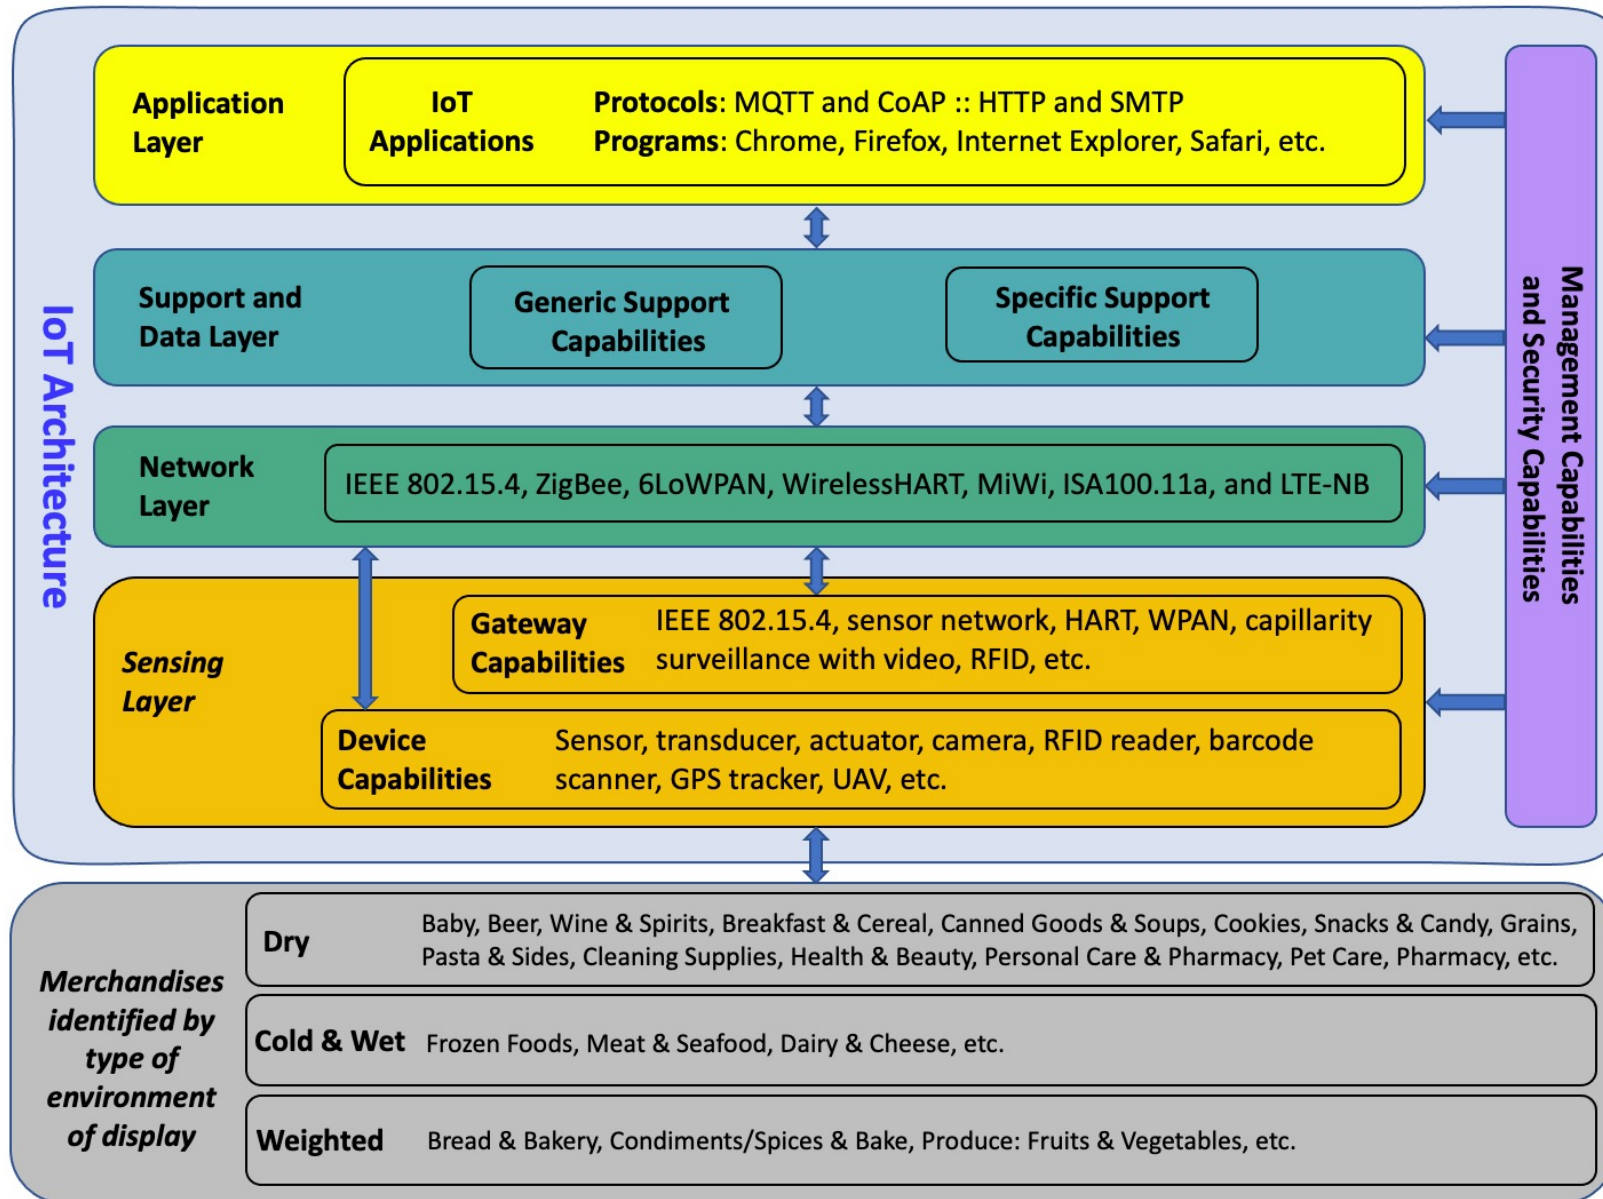 IoT Architecture
Application
Layer
IoT
Applications
Protocols: MQTT and CoAP :: HTTP and SMTP
Programs: Chrome, Firefox, Internet Explorer, Safari, etc.
Support and
Data Layer
Generic Support
Capabilities
Specific Support
Capabilities
Network
Layer
IEEE 802.15.4, ZigBee, 6LoWPAN, WirelessHART, MiWi, ISA100.11a, and LTE-NB
Sensing
Layer
Gateway
Capabilities
IEEE 802.15.4, sensor network, HART, WPAN, capillarity
surveillance with video, RFID, etc.
Device
Capabilities
Sensor, transducer, actuator, camera, RFID reader, barcode
scanner, GPS tracker, UAV, etc.
Management Capabilities
and Security Capabilities
Merchandises
identified by
type of
environment
of display
Dry
Baby, Beer, Wine & Spirits, Breakfast & Cereal, Canned Goods & Soups, Cookies, Snacks & Candy, Grains,
Pasta & Sides, Cleaning Supplies, Health & Beauty, Personal Care & Pharmacy, Pet Care, Pharmacy, etc.
Cold & Wet
Frozen Foods, Meat & Seafood, Dairy & Cheese, etc.
Weighted
Bread & Bakery, Condiments/Spices & Bake, Produce: Fruits & Vegetables, etc.